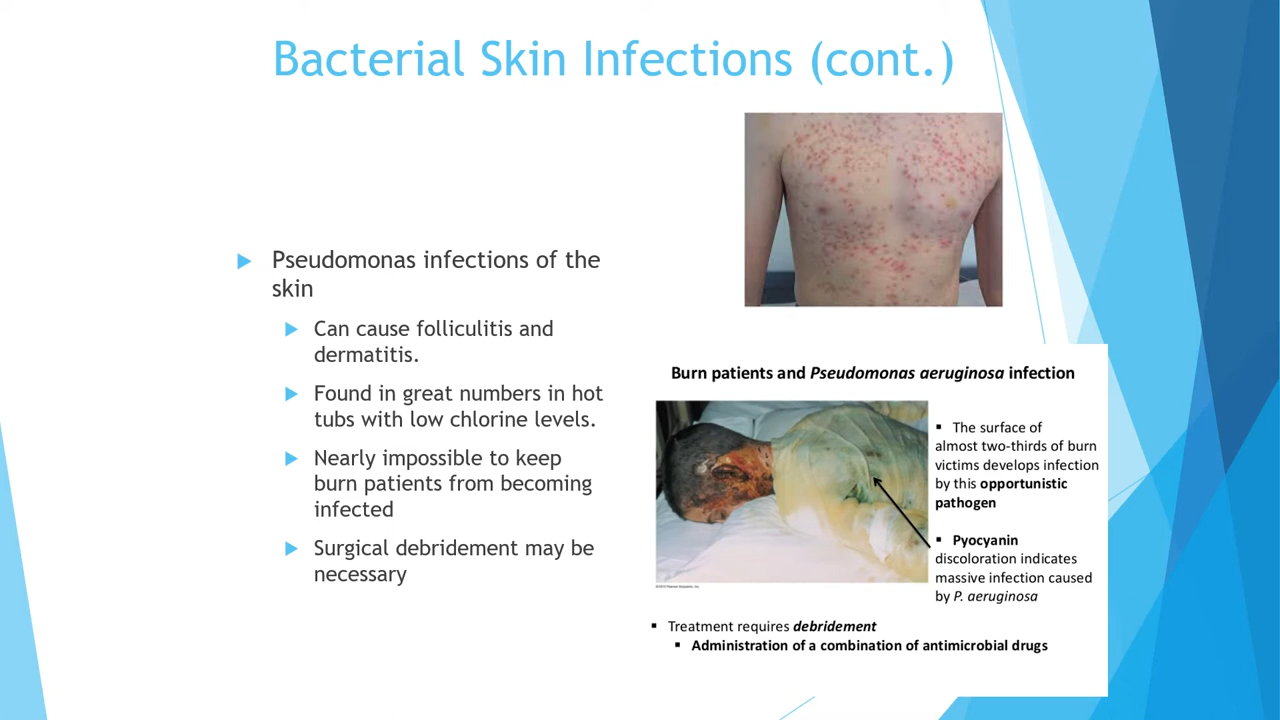 Bacterial Skin Infections (cont.)
Pseudomonas infections of the
skin
Can cause folliculitis and
dermatitis.
Found in great numbers in hot
tubs with low chlorine levels.
Nearly impossible to keep
burn patients from becoming
infected
Surgical debridement may be
necessary
Burn patients and Pseudomonas aeruginosa infection
The surface of
almost two-thirds of burn
victims develops infection
by this opportunistic
pathogen
Pyocyanin
discoloration indicates
massive infection caused
by P. aeruginosa
Treatment requires debridement
Administration of a combination of antimicrobial drugs